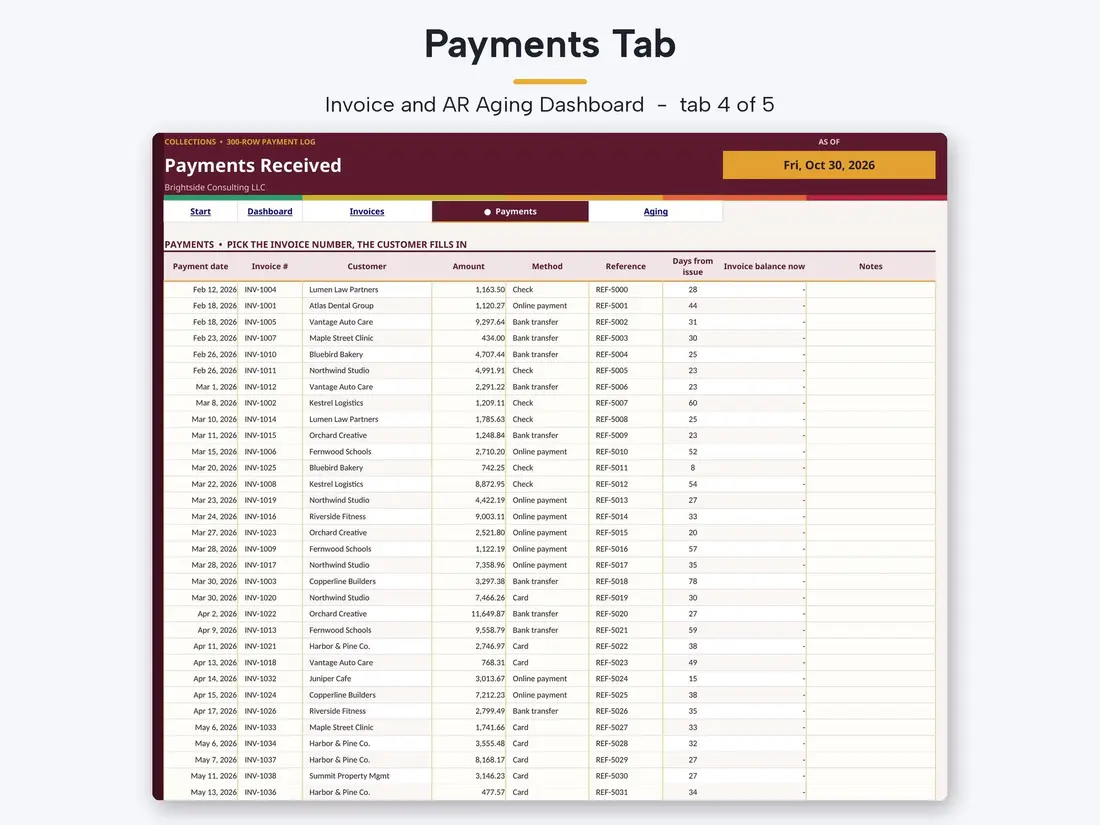 Payments Tab
Invoice and AR Aging Dashboard - tab 4 of 5
COLLECTIONS • 300-ROW PAYMENT LOG
AS OF
Payments Received
Fri, Oct 30, 2026
Brightside Consulting LLC
Start Dashboard Invoices ● Payments Aging
PAYMENTS • PICK THE INVOICE NUMBER, THE CUSTOMER FILLS IN
Payment date Invoice # Customer Amount Method Reference Days from issue Invoice balance now Notes
Feb 12, 2026 INV-1004 Lumen Law Partners 1,163.50 Check REF-5000 28 -
Feb 18, 2026 INV-1001 Atlas Dental Group 1,120.27 Online payment REF-5001 44 -
Feb 18, 2026 INV-1005 Vantage Auto Care 9,297.64 Bank transfer REF-5002 31 -
Feb 23, 2026 INV-1007 Maple Street Clinic 434.00 Bank transfer REF-5003 30 -
Feb 26, 2026 INV-1010 Bluebird Bakery 4,707.44 Bank transfer REF-5004 25 -
Feb 26, 2026 INV-1011 Northwind Studio 4,991.91 Check REF-5005 23 -
Mar 1, 2026 INV-1012 Vantage Auto Care 2,291.22 Bank transfer REF-5006 23 -
Mar 8, 2026 INV-1002 Kestrel Logistics 1,209.11 Check REF-5007 60 -
Mar 10, 2026 INV-1014 Lumen Law Partners 1,785.63 Check REF-5008 25 -
Mar 11, 2026 INV-1015 Orchard Creative 1,248.84 Bank transfer REF-5009 23 -
Mar 15, 2026 INV-1006 Fernwood Schools 2,710.20 Online payment REF-5010 52 -
Mar 20, 2026 INV-1025 Bluebird Bakery 742.25 Check REF-5011 8 -
Mar 22, 2026 INV-1008 Kestrel Logistics 8,872.95 Check REF-5012 54 -
Mar 23, 2026 INV-1019 Northwind Studio 4,422.19 Online payment REF-5013 27 -
Mar 24, 2026 INV-1016 Riverside Fitness 9,003.11 Online payment REF-5014 33 -
Mar 27, 2026 INV-1023 Orchard Creative 2,521.80 Online payment REF-5015 20 -
Mar 28, 2026 INV-1009 Fernwood Schools 1,122.19 Online payment REF-5016 57 -
Mar 28, 2026 INV-1017 Northwind Studio 7,358.96 Online payment REF-5017 35 -
Mar 30, 2026 INV-1003 Copperline Builders 3,297.38 Bank transfer REF-5018 78 -
Mar 30, 2026 INV-1020 Northwind Studio 7,466.26 Card REF-5019 30 -
Apr 2, 2026 INV-1022 Orchard Creative 11,649.87 Bank transfer REF-5020 27 -
Apr 9, 2026 INV-1013 Fernwood Schools 9,558.79 Bank transfer REF-5021 59 -
Apr 11, 2026 INV-1021 Harbor & Pine Co. 2,746.97 Card REF-5022 38 -
Apr 13, 2026 INV-1018 Vantage Auto Care 768.31 Card REF-5023 49 -
Apr 14, 2026 INV-1032 Juniper Cafe 3,013.67 Online payment REF-5024 15 -
Apr 15, 2026 INV-1024 Copperline Builders 7,212.23 Online payment REF-5025 38 -
Apr 17, 2026 INV-1026 Riverside Fitness 2,799.49 Bank transfer REF-5026 35 -
May 6, 2026 INV-1033 Maple Street Clinic 1,741.66 Card REF-5027 33 -
May 6, 2026 INV-1034 Harbor & Pine Co. 3,555.48 Card REF-5028 32 -
May 7, 2026 INV-1037 Harbor & Pine Co. 8,168.17 Card REF-5029 27 -
May 11, 2026 INV-1038 Summit Property Mgmt 3,146.23 Card REF-5030 27 -
May 13, 2026 INV-1036 Harbor & Pine Co. 477.57 Card REF-5031 34 -